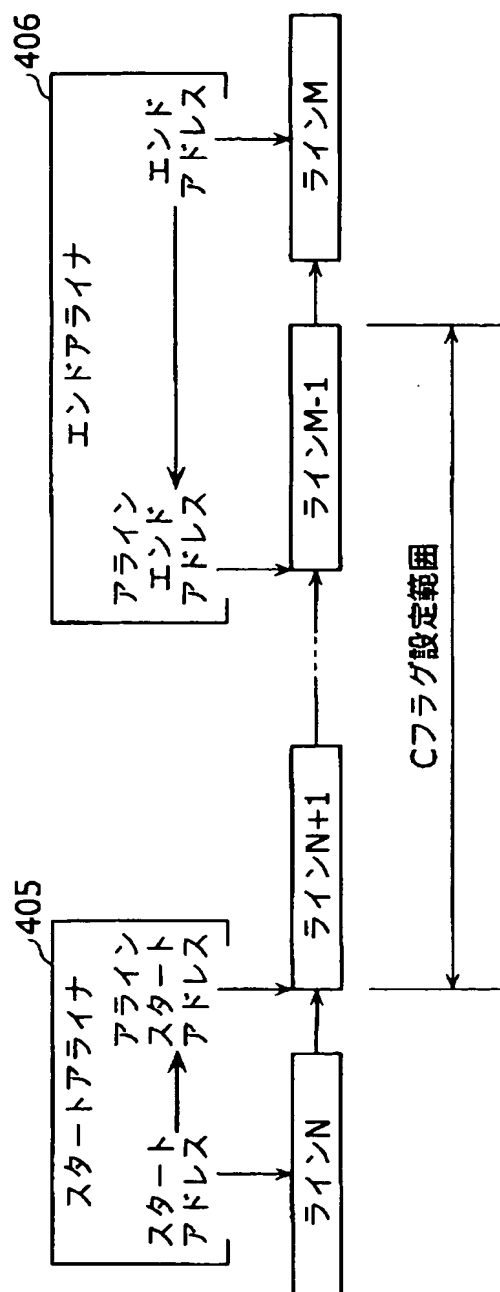 405
スタートアライナ
スタート
アドレス
アライン
スタート
アドレス
406
エンドアライナ
アライン
エンド
アドレス
エンド
アドレス
ラインN
ラインN+1
ラインM-1
ラインM
Cフラグ設定範囲